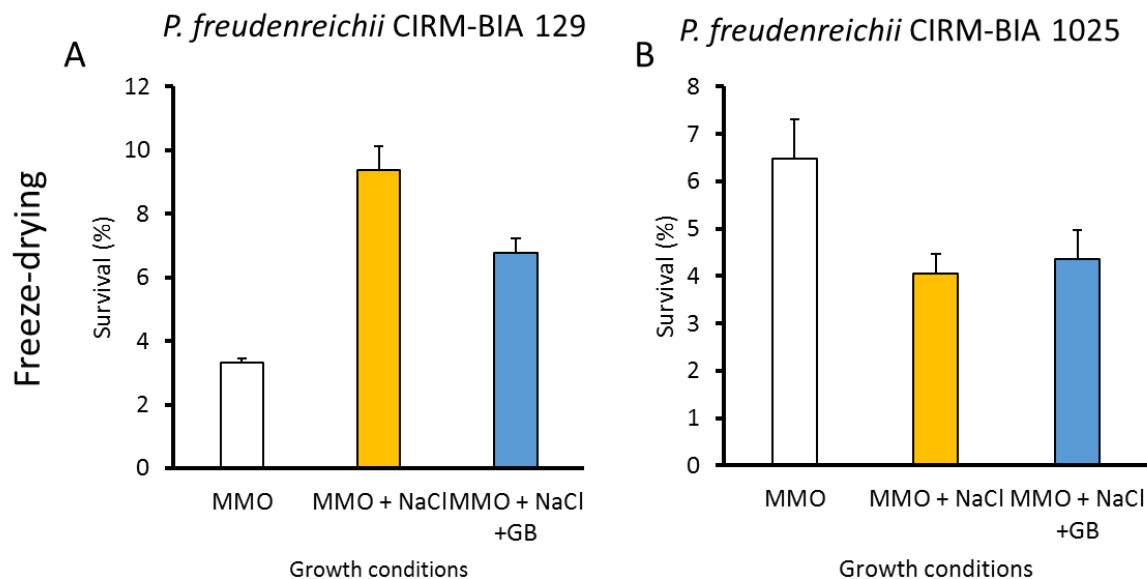 P. freudenreichii CIRM-BIA 129
P. freudenreichii CIRM-BIA 1025
A
B
Freeze-drying
Survival (%)
12
10
8
6
4
2
0
MMO
MMO + NaCl
MMO + NaCl
+GB
Growth conditions
Survival (%)
8
7
6
5
4
3
2
1
0
MMO
MMO + NaCl
MMO + NaCl
+GB
Growth conditions